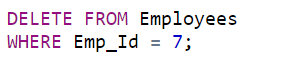 DELETE FROM Employees
WHERE Emp_Id = 7;